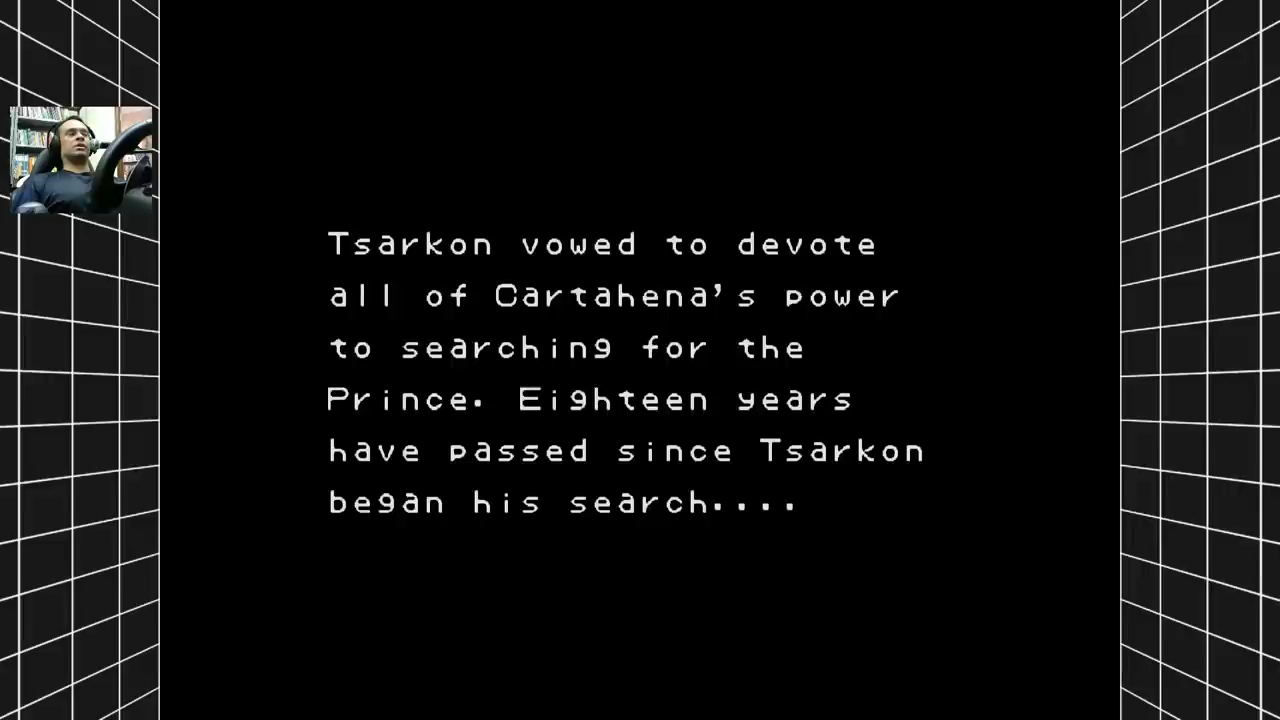 Tsarkon vowed to devote
all of Cartahena's power
to searching for the
Prince. Eighteen years
have passed since Tsarkon
began his search....